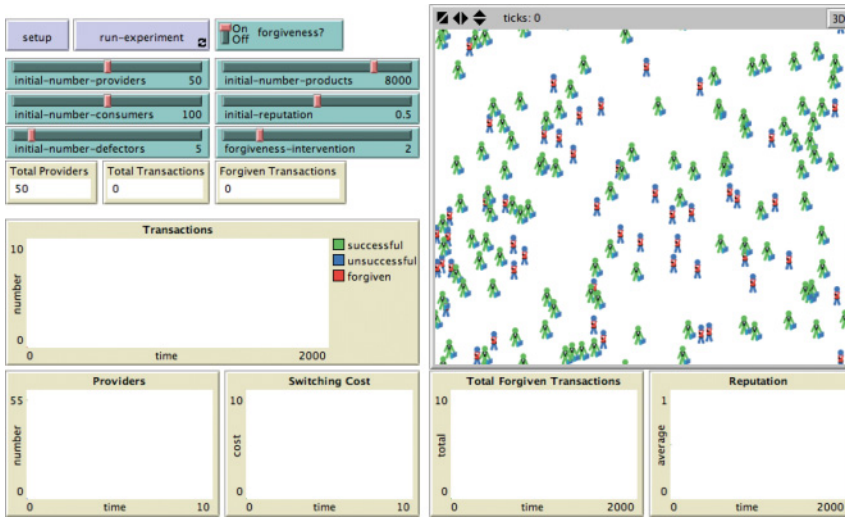 setup
run-experiment
On
Off
forgiveness?
initial-number-providers 50
initial-number-products 8000
initial-number-consumers 100
initial-reputation 0.5
initial-number-defectors 5
forgiveness-intervention 2
Total Providers
50
Total Transactions
0
Forgiven Transactions
0
ticks: 0
3D
Transactions
10
number
0
0 time 2000
successful
unsuccessful
forgiven
Providers
55
number
0
0 time 10
Switching Cost
10
cost
0
0 time 10
Total Forgiven Transactions
10
total
0
0 time 2000
Reputation
1
average
0
0 time 2000